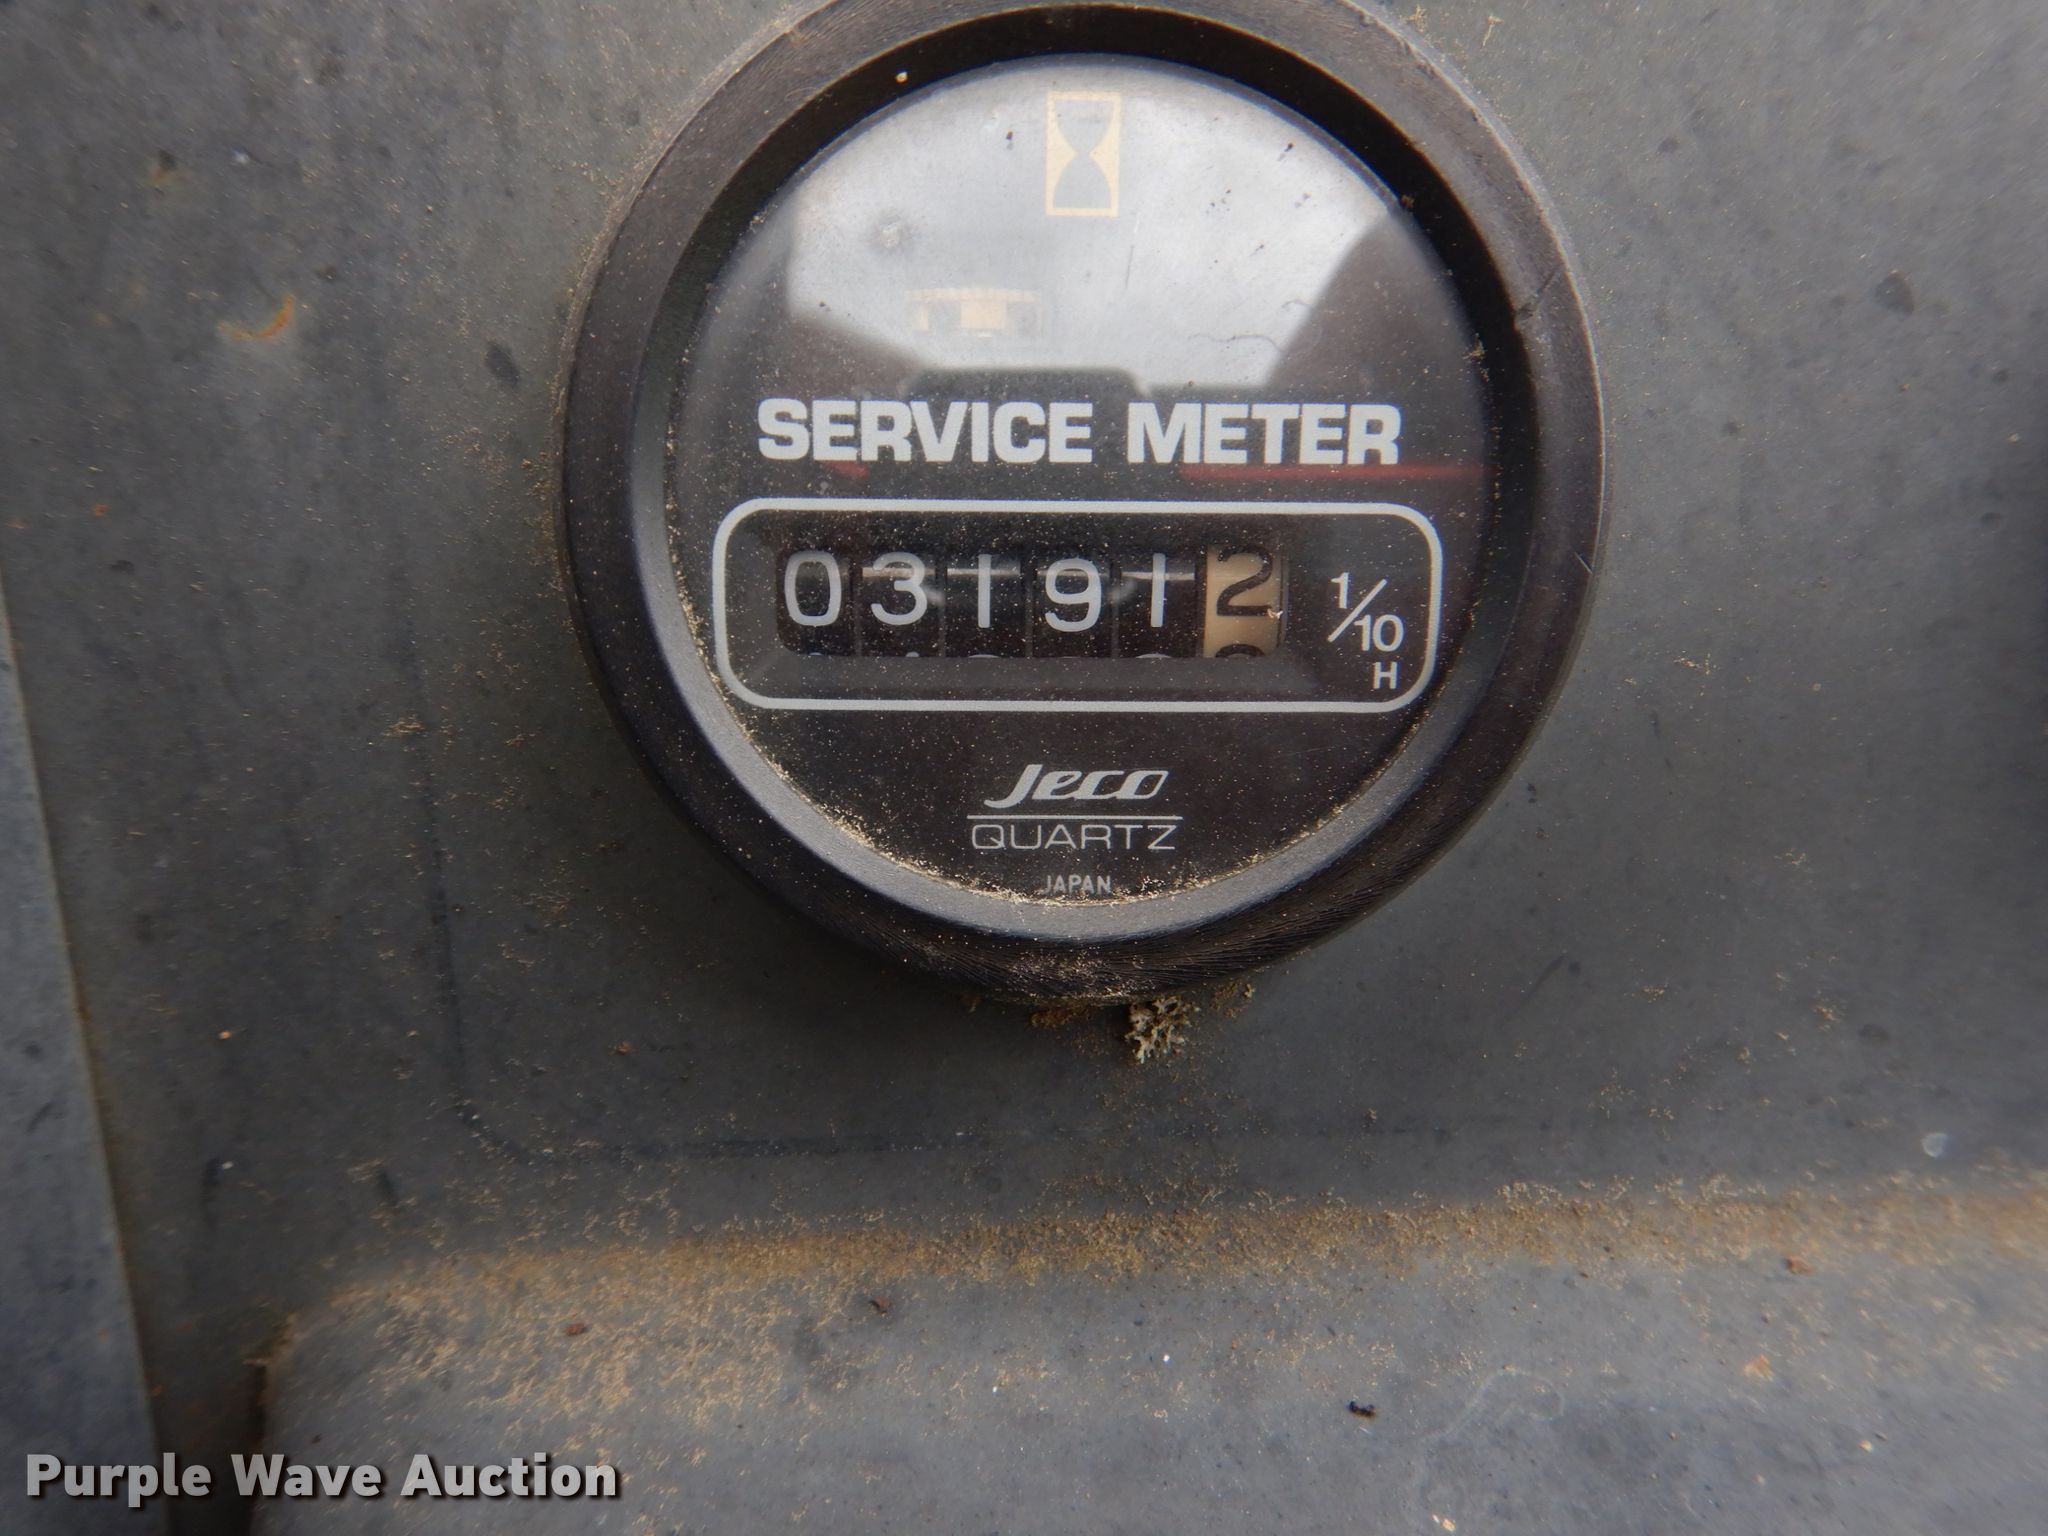 SERVICE METER
031912 1/10
H
Jeco
QUARTZ
JAPAN
Purple Wave Auction